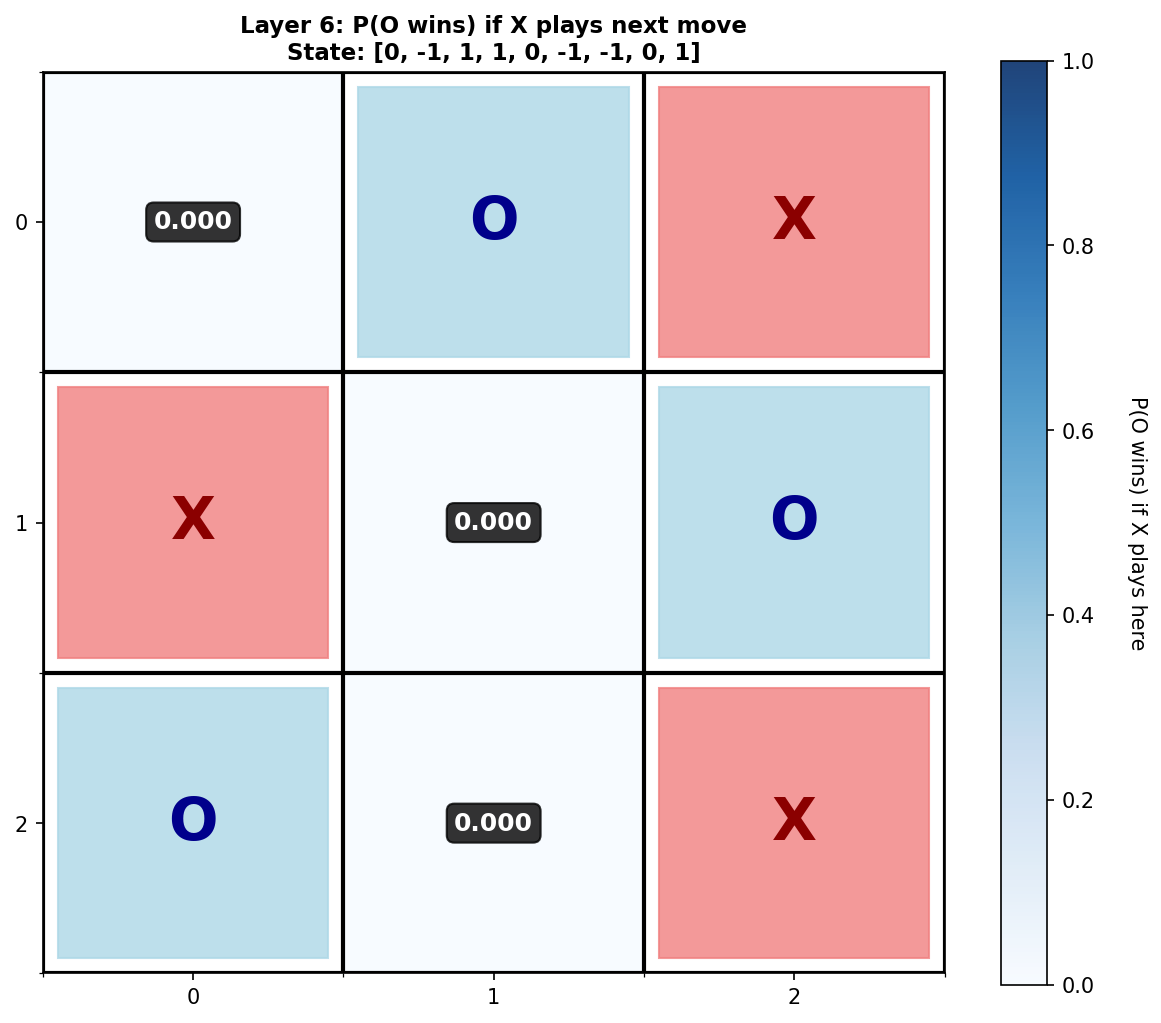 Layer 6: P(O wins) if X plays next move
State: [0, -1, 1, 1, 0, -1, -1, 0, 1]
0
0.000
O
X
1
X
0.000
O
2
O
0.000
X
0
1
2
1.0
0.8
0.6
0.4
0.2
0.0
P(O wins) if X plays here